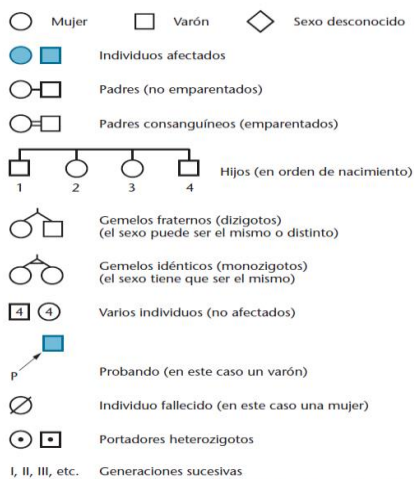 Mujer Varón Sexo desconocido
Individuos afectados
Padres (no emparentados)
Padres consanguíneos (emparentados)
Hijos (en orden de nacimiento)
1 2 3 4
Gemelos fraternos (dizigotos)
(el sexo puede ser el mismo o distinto)
Gemelos idénticos (monozigotos)
(el sexo tiene que ser el mismo)
4 4 Varios individuos (no afectados)
P Probando (en este caso un varón)
Individuo fallecido (en este caso una mujer)
Portadores heterozigotos
I, II, III, etc. Generaciones sucesivas